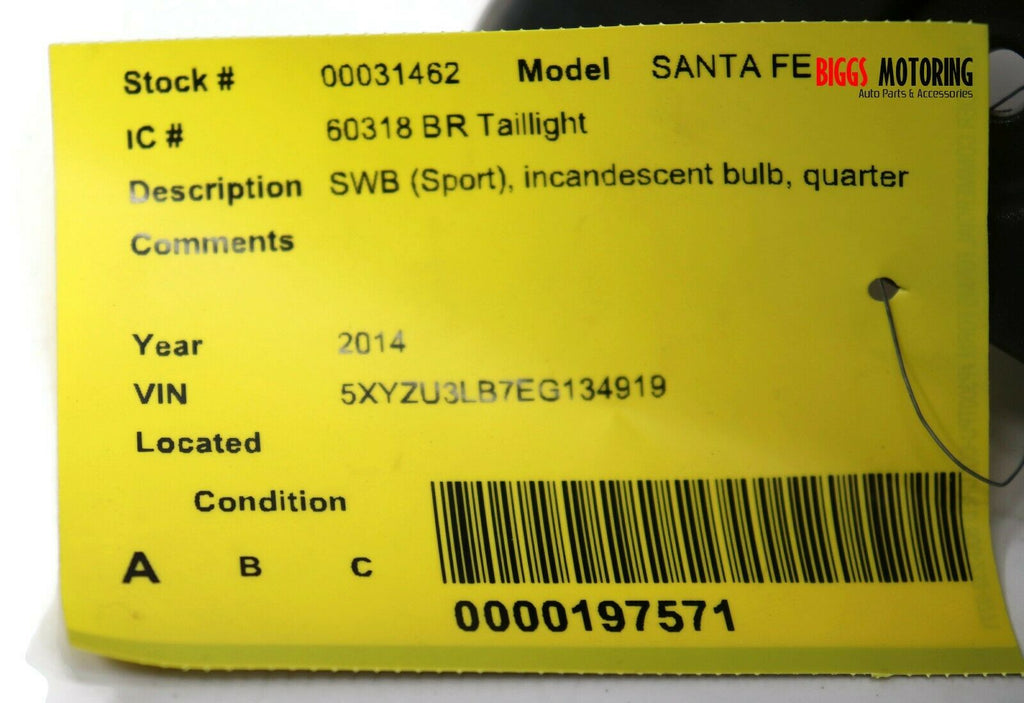 Stock # 00031462 Model SANTA FE
BIGGS MOTORING
Auto Parts & Accessories
IC # 60318 BR Taillight
Description SWB (Sport), incandescent bulb, quarter
Comments
Year 2014
VIN 5XYZU3LB7EG134919
Located
Condition
A B C
0000197571